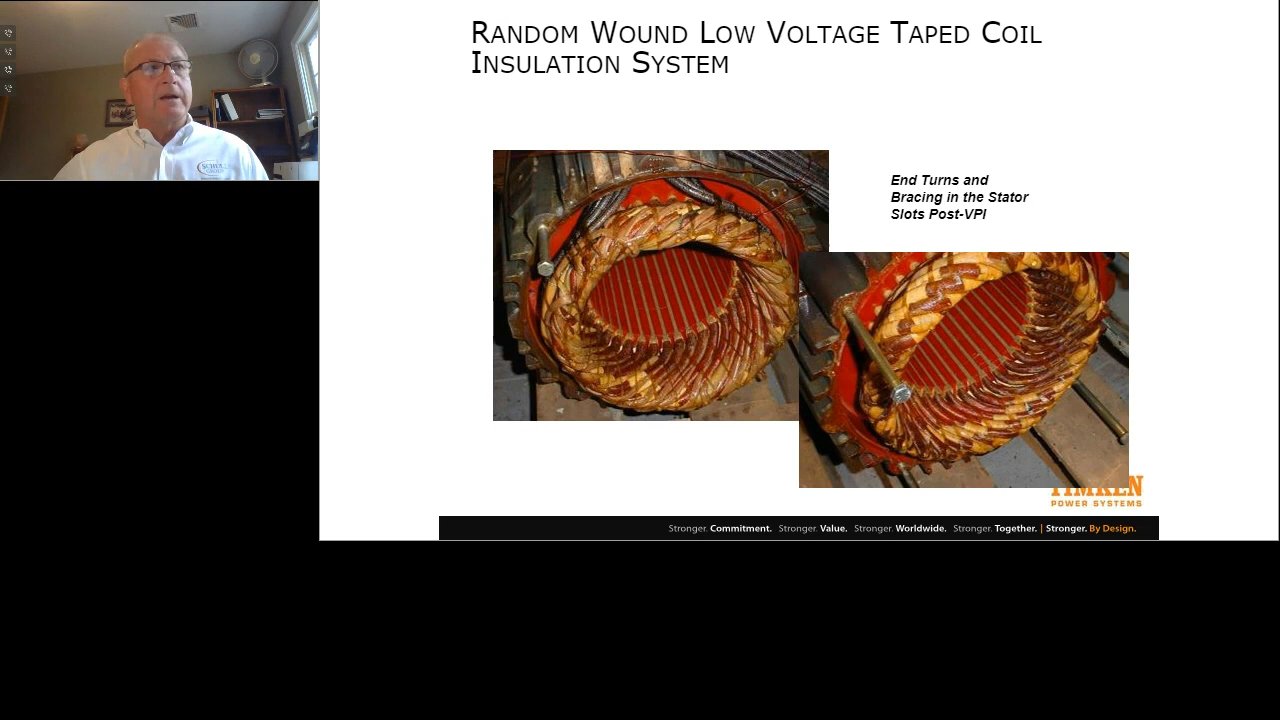 RANDOM WOUND LOW VOLTAGE TAPED COIL
INSULATION SYSTEM
End Turns and
Bracing in the Stator
Slots Post-VPI
TIMKEN
POWER SYSTEMS
Stronger. Commitment. Stronger. Value. Stronger. Worldwide. Stronger. Together. | Stronger. By Design.